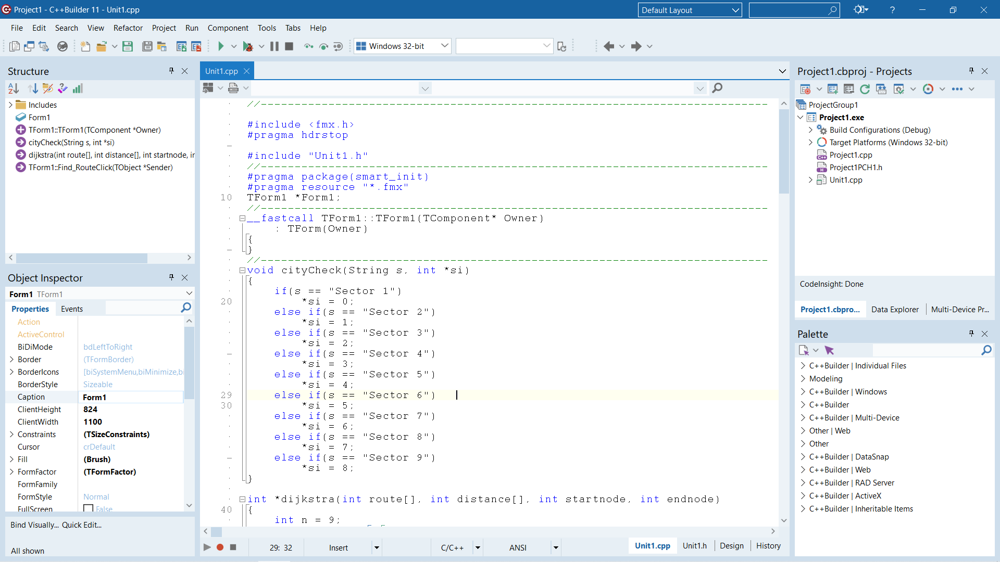 Project1 - C++Builder 11 - Unit1.cpp
Default Layout
?
File Edit Search View Refactor Project Run Component Tools Tabs Help
Windows 32-bit
Structure
Includes
Form1
TForm1::TForm1(TComponent *Owner)
cityCheck(String s, int *si)
dijkstra(int route[], int distance[], int startnode, ir
TForm1::Find_RouteClick(TObject *Sender)
Object Inspector
Form1 TForm1
Properties Events
Action
ActiveControl
BiDiMode bdLeftToRight
Border (TFormBorder)
BorderIcons [biSystemMenu,biMinimize,bi
BorderStyle Sizeable
Caption Form1
ClientHeight 824
ClientWidth 1100
Constraints (TSizeConstraints)
Cursor crDefault
Fill (Brush)
FormFactor (TFormFactor)
FormFamily
FormStyle Normal
FullScreen False
Bind Visually... Quick Edit...
All shown
Unit1.cpp
//---------------------------------------------------------------------------
#include <fmx.h>
#pragma hdrstop
#include "Unit1.h"
//---------------------------------------------------------------------------
#pragma package(smart_init)
#pragma resource "*.fmx"
10 TForm1 *Form1;
//---------------------------------------------------------------------------
__fastcall TForm1::TForm1(TComponent* Owner)
: TForm(Owner)
{
}
//---------------------------------------------------------------------------
void cityCheck(String s, int *si)
{
if(s == "Sector 1")
20 *si = 0;
else if(s == "Sector 2")
*si = 1;
else if(s == "Sector 3")
*si = 2;
else if(s == "Sector 4")
*si = 3;
else if(s == "Sector 5")
*si = 4;
29 else if(s == "Sector 6")
30 *si = 5;
else if(s == "Sector 7")
*si = 6;
else if(s == "Sector 8")
*si = 7;
else if(s == "Sector 9")
*si = 8;
}
int *dijkstra(int route[], int distance[], int startnode, int endnode)
40 {
int n = 9;
29: 32 Insert C/C++ ANSI Unit1.cpp Unit1.h Design History
Project1.cbproj - Projects
ProjectGroup1
Project1.exe
Build Configurations (Debug)
Target Platforms (Windows 32-bit)
Project1.cpp
Project1PCH1.h
Unit1.cpp
CodeInsight: Done
Project1.cbpro... Data Explorer Multi-Device Pr...
Palette
C++Builder | Individual Files
Modeling
C++Builder | Windows
C++Builder
C++Builder | Multi-Device
Other | Web
Other
C++Builder | DataSnap
C++Builder | Web
C++Builder | RAD Server
C++Builder | ActiveX
C++Builder | Inheritable Items